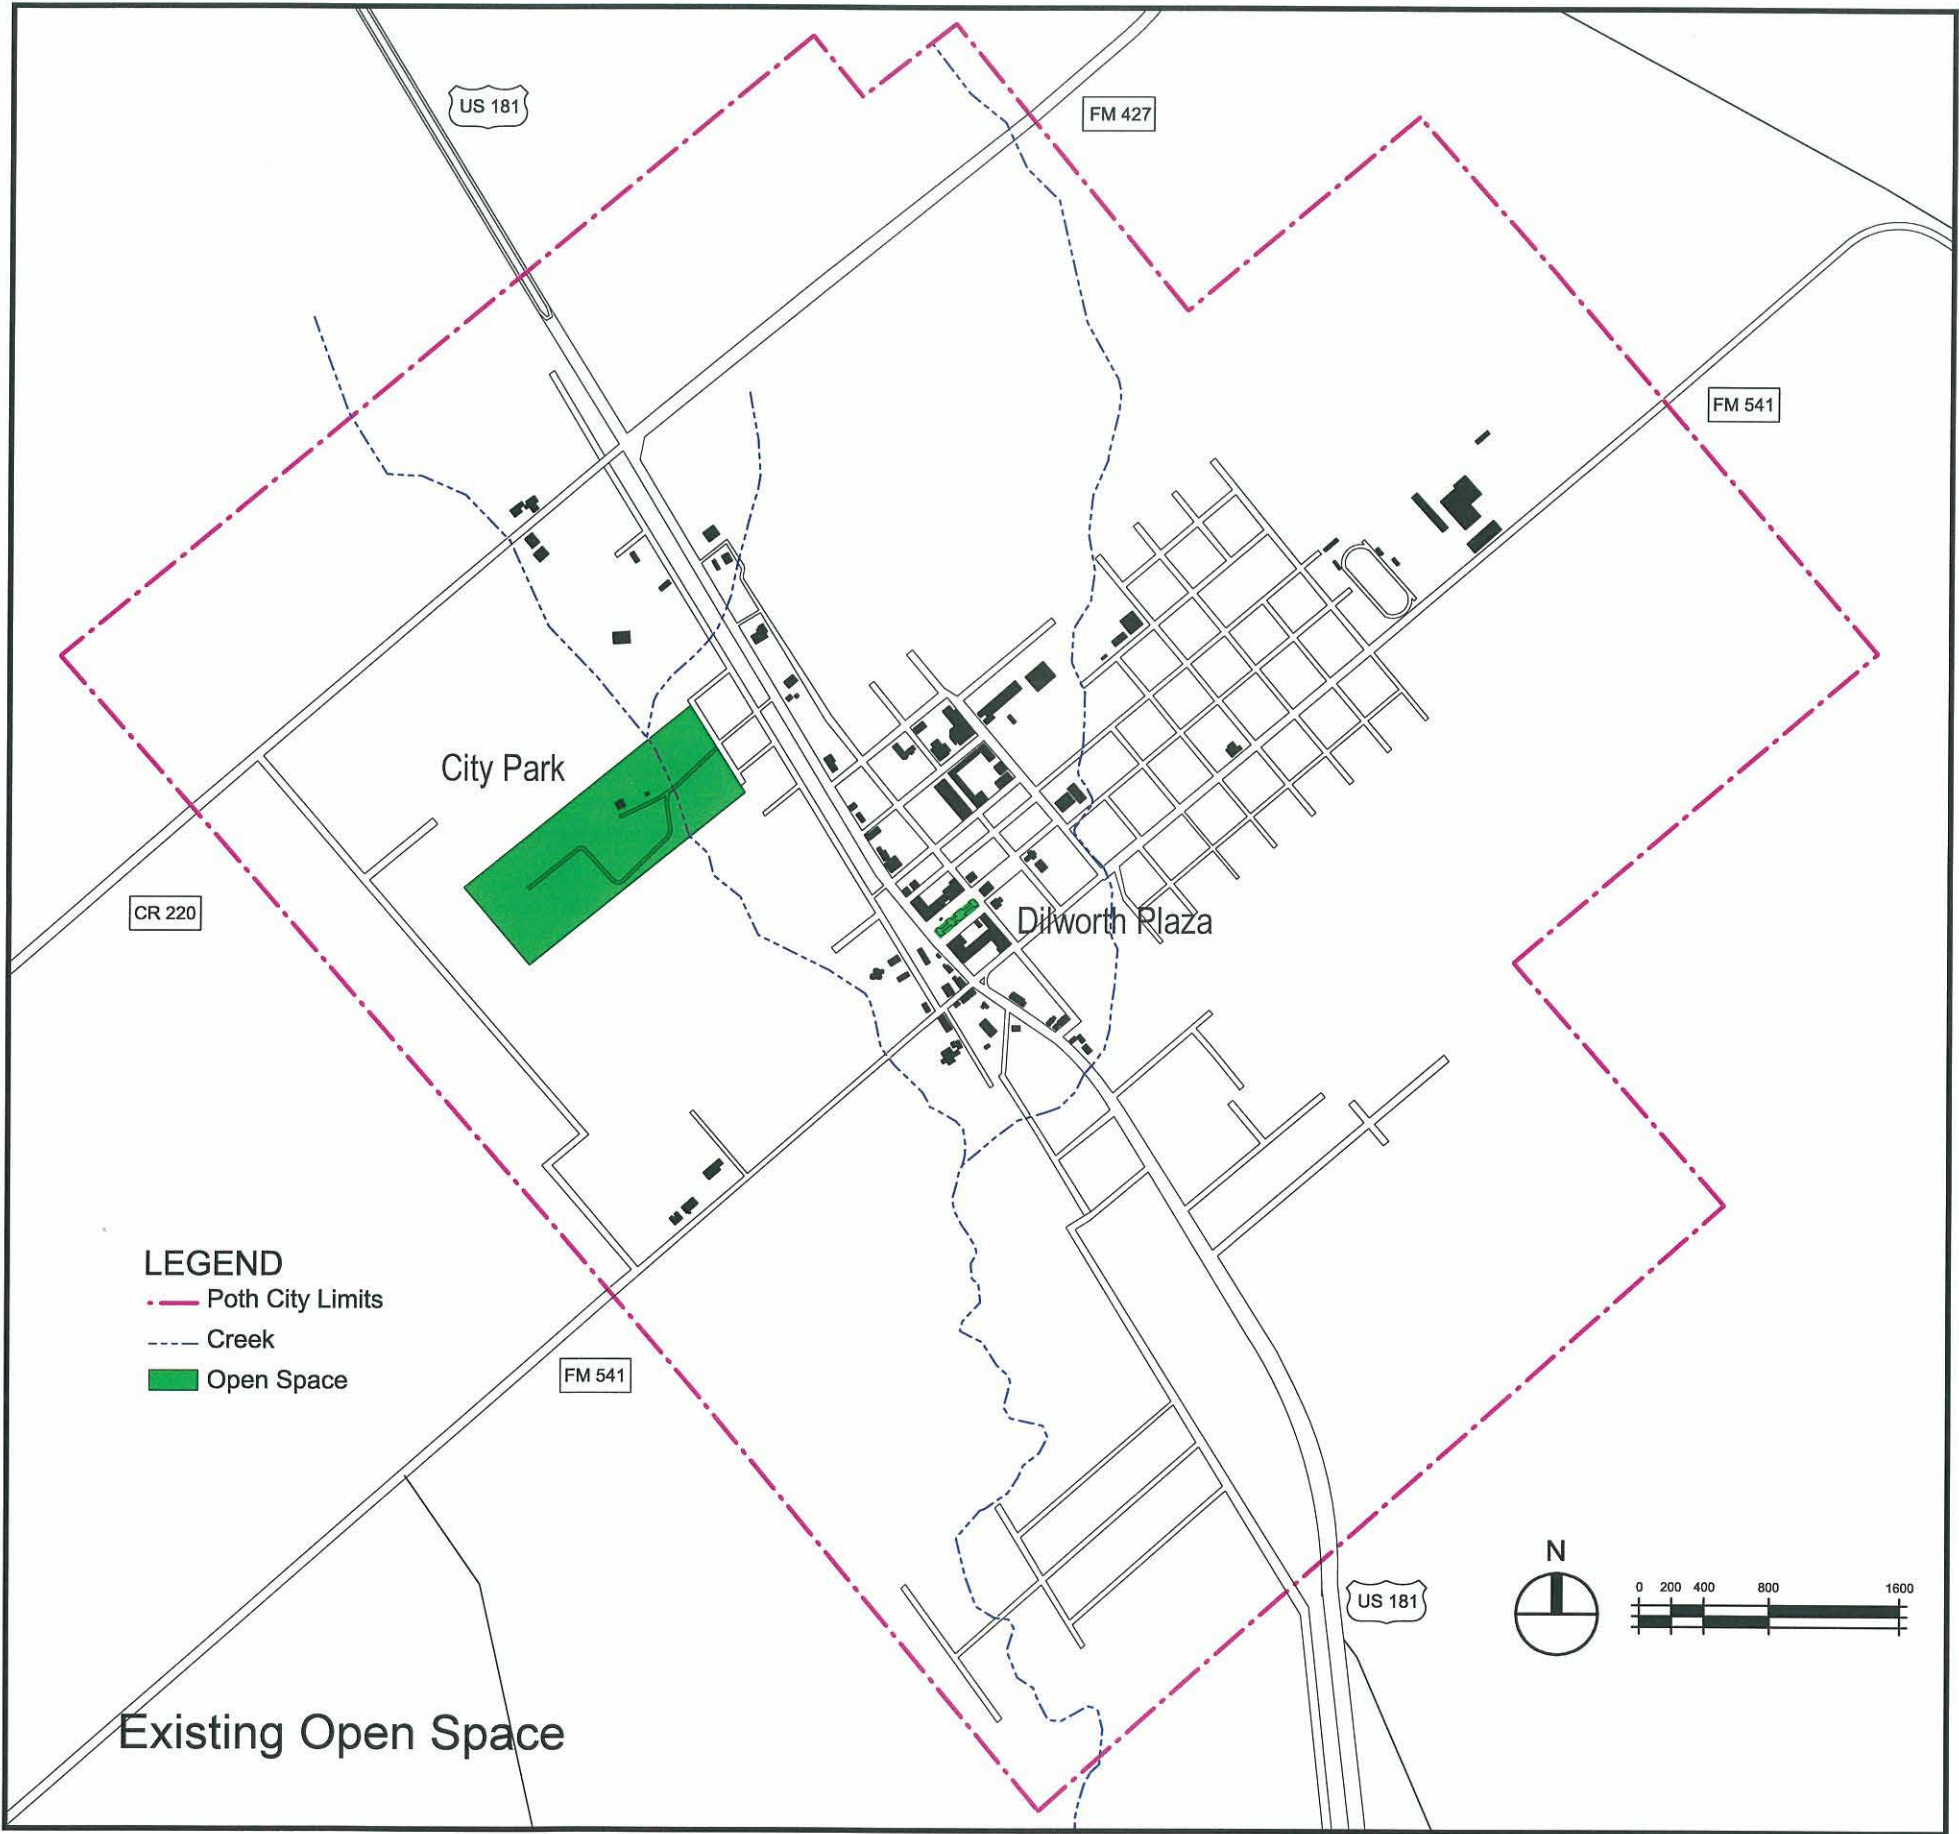 US 181
FM 427
FM 541
City Park
CR 220
Dilworth Plaza
LEGEND
Poth City Limits
Creek
Open Space
FM 541
N
0 200 400 800 1600
US 181
Existing Open Space